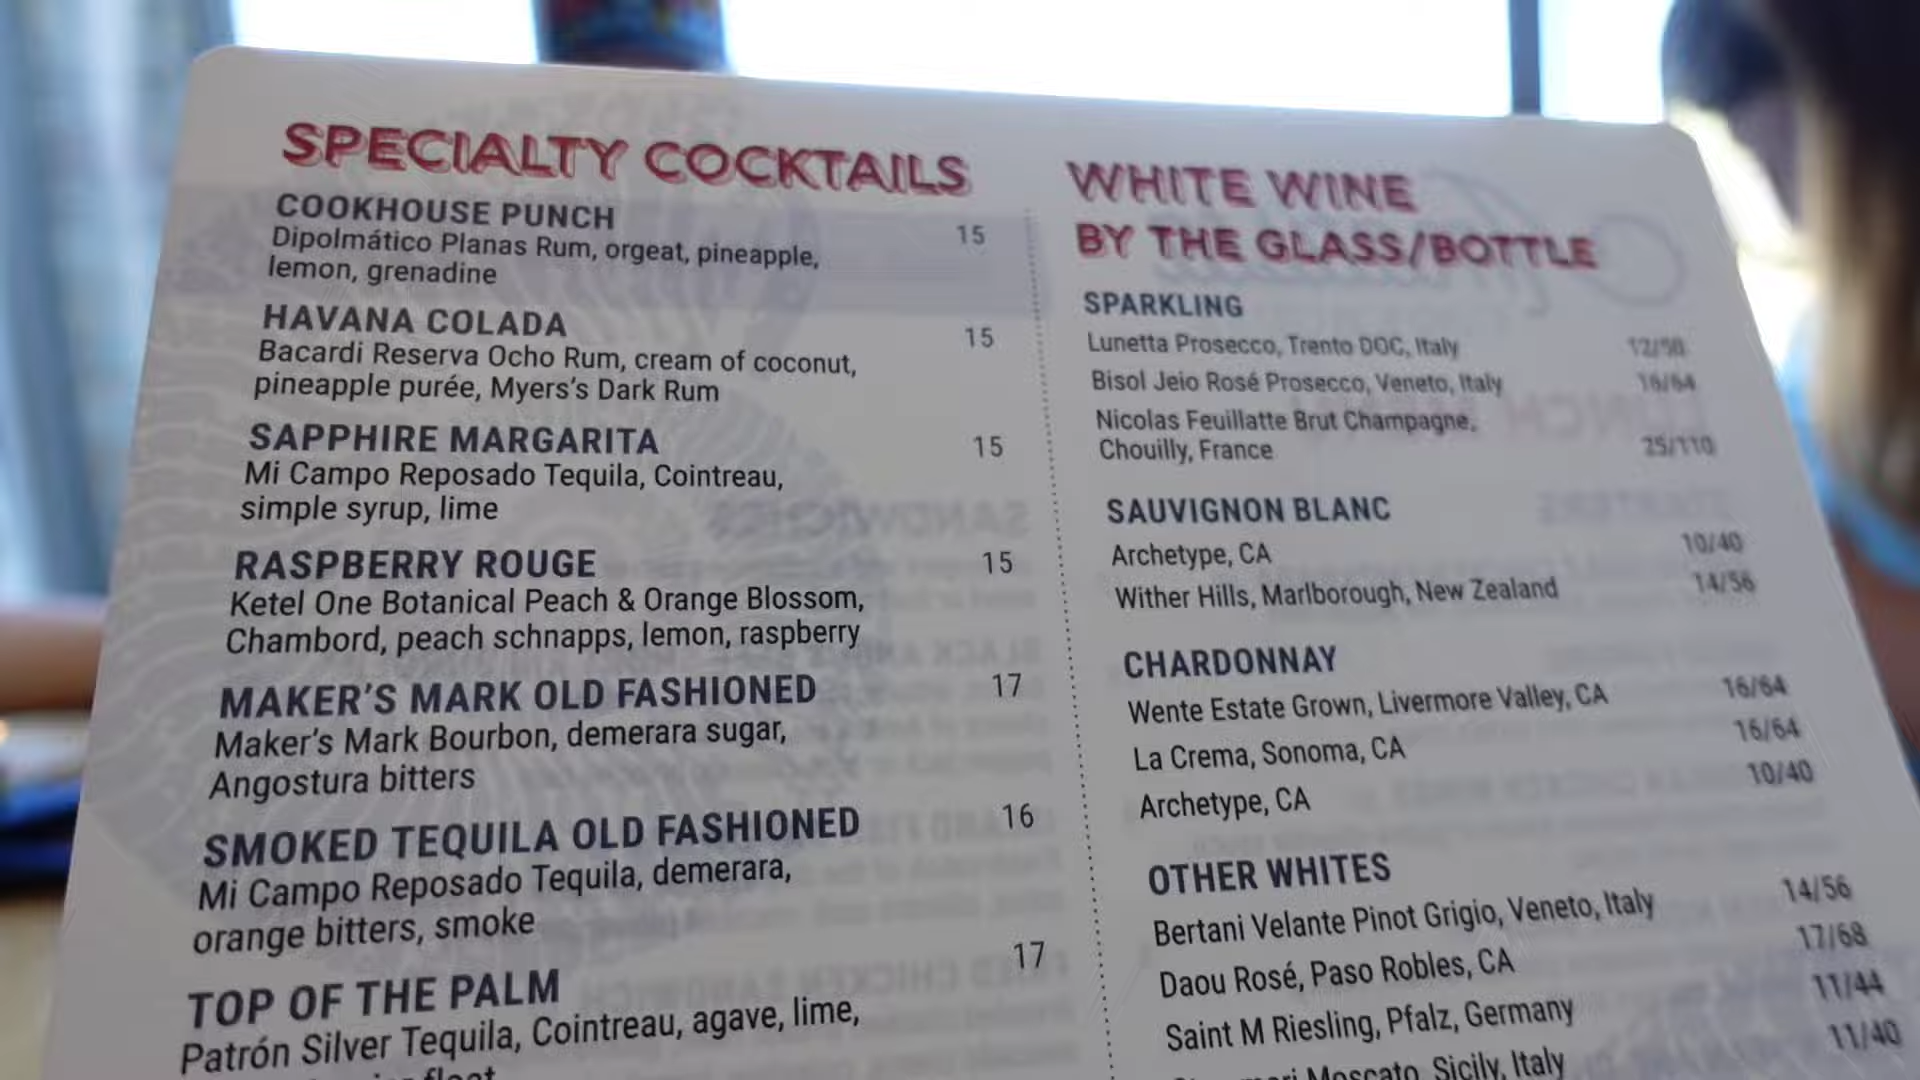 SPECIALTY COCKTAILS
COOKHOUSE PUNCH 15
Dipolmático Planas Rum, orgeat, pineapple,
lemon, grenadine
HAVANA COLADA 15
Bacardi Reserva Ocho Rum, cream of coconut,
pineapple purée, Myers's Dark Rum
SAPPHIRE MARGARITA 15
Mi Campo Reposado Tequila, Cointreau,
simple syrup, lime
RASPBERRY ROUGE 15
Ketel One Botanical Peach & Orange Blossom,
Chambord, peach schnapps, lemon, raspberry
MAKER'S MARK OLD FASHIONED 17
Maker's Mark Bourbon, demerara sugar,
Angostura bitters
SMOKED TEQUILA OLD FASHIONED 16
Mi Campo Reposado Tequila, demerara,
orange bitters, smoke
TOP OF THE PALM 17
Patrón Silver Tequila, Cointreau, agave, lime,
float
WHITE WINE
BY THE GLASS/BOTTLE
SPARKLING
Lunetta Prosecco, Trento DOC, Italy 12/50
Bisol Jeio Rosé Prosecco, Veneto, Italy 16/64
Nicolas Feuillatte Brut Champagne,
Chouilly, France 25/110
SAUVIGNON BLANC
Archetype, CA 10/40
Wither Hills, Marlborough, New Zealand 14/56
CHARDONNAY
Wente Estate Grown, Livermore Valley, CA 16/64
La Crema, Sonoma, CA 16/64
Archetype, CA 10/40
OTHER WHITES
Bertani Velante Pinot Grigio, Veneto, Italy 14/56
Daou Rosé, Paso Robles, CA 17/68
Saint M Riesling, Pfalz, Germany 11/44
Moscato, Sicily, Italy 11/40